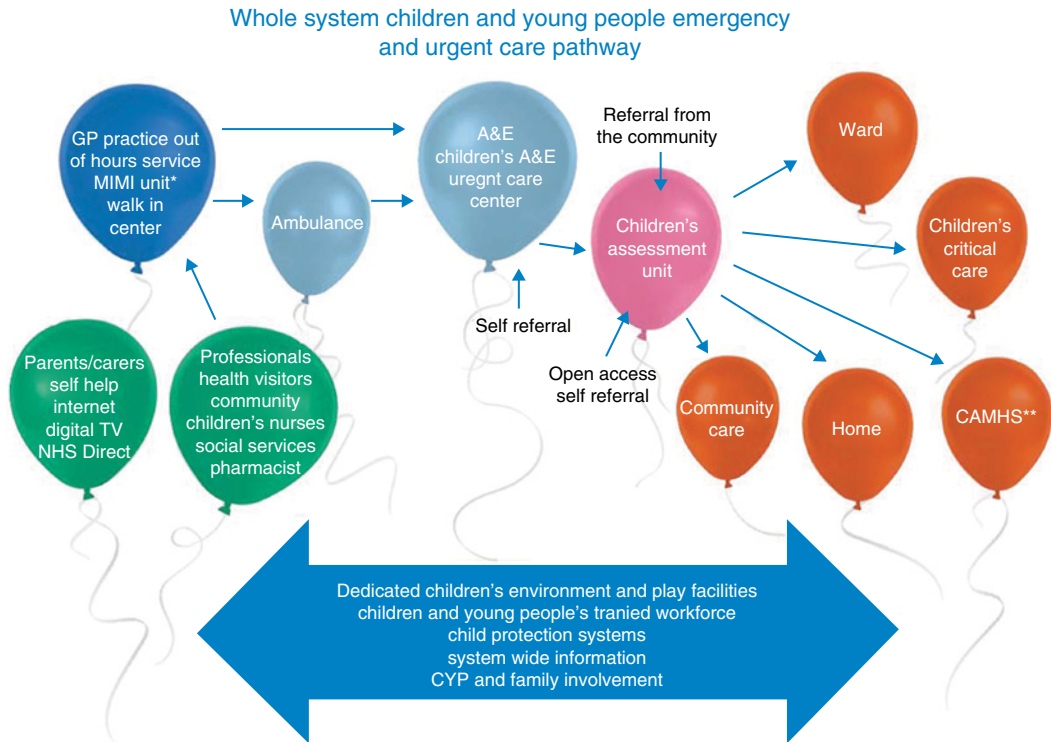 Whole system children and young people emergency
and urgent care pathway
GP practice out
of hours service
MIMI unit*
walk in
center
Ambulance
A&E
children's A&E
uregnt care
center
Referral from
the community
Children's
assessment
unit
Ward
Children's
critical
care
Self referral
Open access
self referral
Parents/carers
self help
internet
digital TV
NHS Direct
Professionals
health visitors
community
children's nurses
social services
pharmacist
Community
care
Home
CAMHS**
Dedicated children's environment and play facilities
children and young people's tranied workforce
child protection systems
system wide information
CYP and family involvement